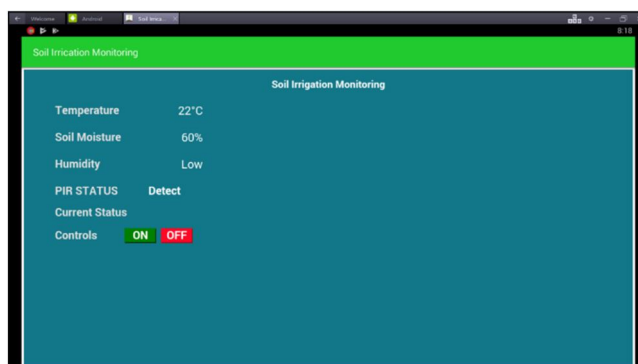 Welcome Android Soil Irrica...
8:18
Soil Irrication Monitoring
Soil Irrigation Monitoring
Temperature 22°C
Soil Moisture 60%
Humidity Low
PIR STATUS Detect
Current Status
Controls ON OFF